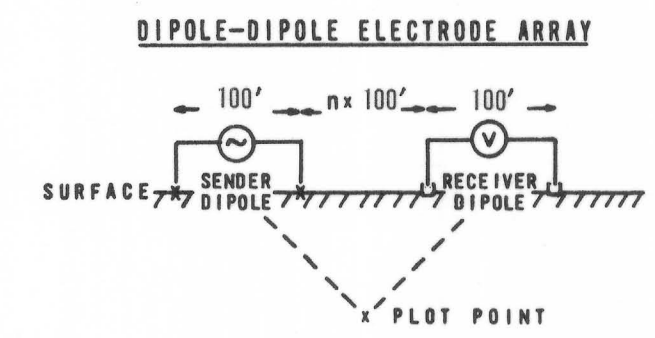 DIPOLE-DIPOLE ELECTRODE ARRAY
100' n x 100' 100'
~ V
SURFACE SENDER DIPOLE RECEIVER DIPOLE
x PLOT POINT